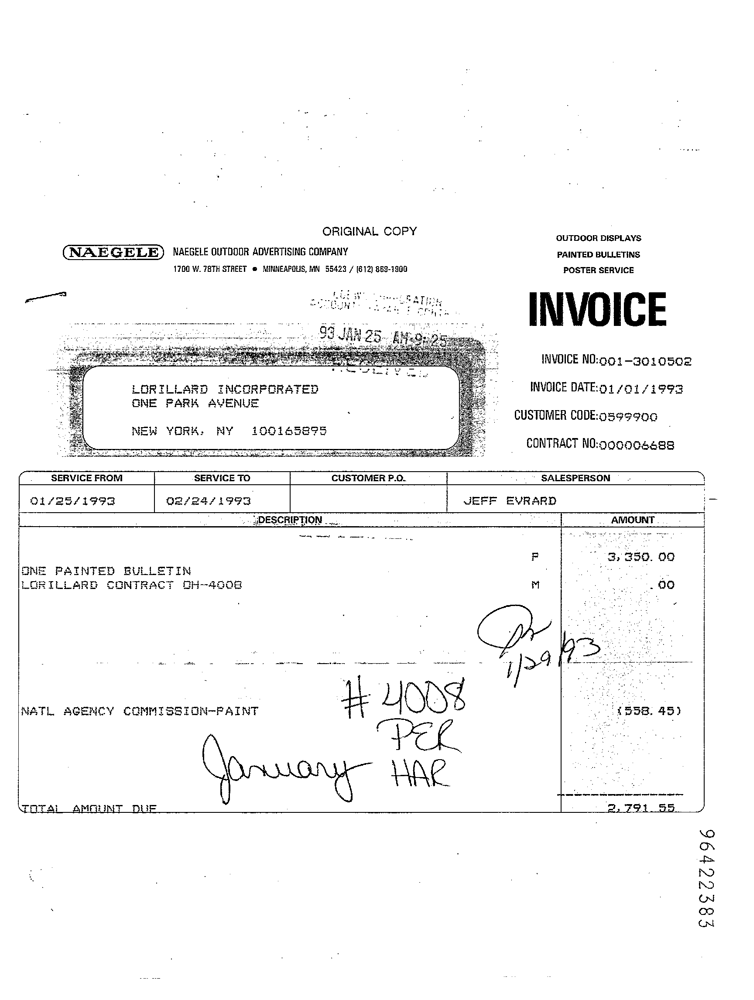 ORIGINAL COPY
NAEGELE NAEGELE OUTDOOR ADVERTISING COMPANY
1700 W. 78TH STREET • MINNEAPOLIS, MN 55423 / (612) 869-1900
OUTDOOR DISPLAYS
PAINTED BULLETINS
POSTER SERVICE
INVOICE
93 JAN 25 AM 9:25
INVOICE NO:001-3010502
INVOICE DATE:01/01/1993
CUSTOMER CODE:0599900
CONTRACT NO:000006688
LORILLARD INCORPORATED
ONE PARK AVENUE
NEW YORK, NY 100165895
SERVICE FROM SERVICE TO CUSTOMER P.O. SALESPERSON
01/25/1993 02/24/1993 JEFF EVRARD
DESCRIPTION AMOUNT
P 3,350.00
ONE PAINTED BULLETIN
LORILLARD CONTRACT OH-4008 M .00
1/29/93
# 4008
NATL AGENCY COMMISSION-PAINT (558.45)
PER
January HAR
TOTAL AMOUNT DUE 2,791.55
96422383